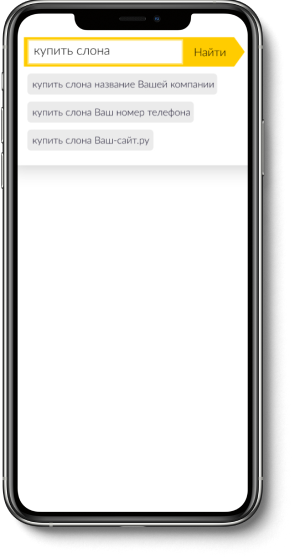 купить слона
Найти
купить слона название Вашей компании
купить слона Ваш номер телефона
купить слона Ваш-сайт.ру